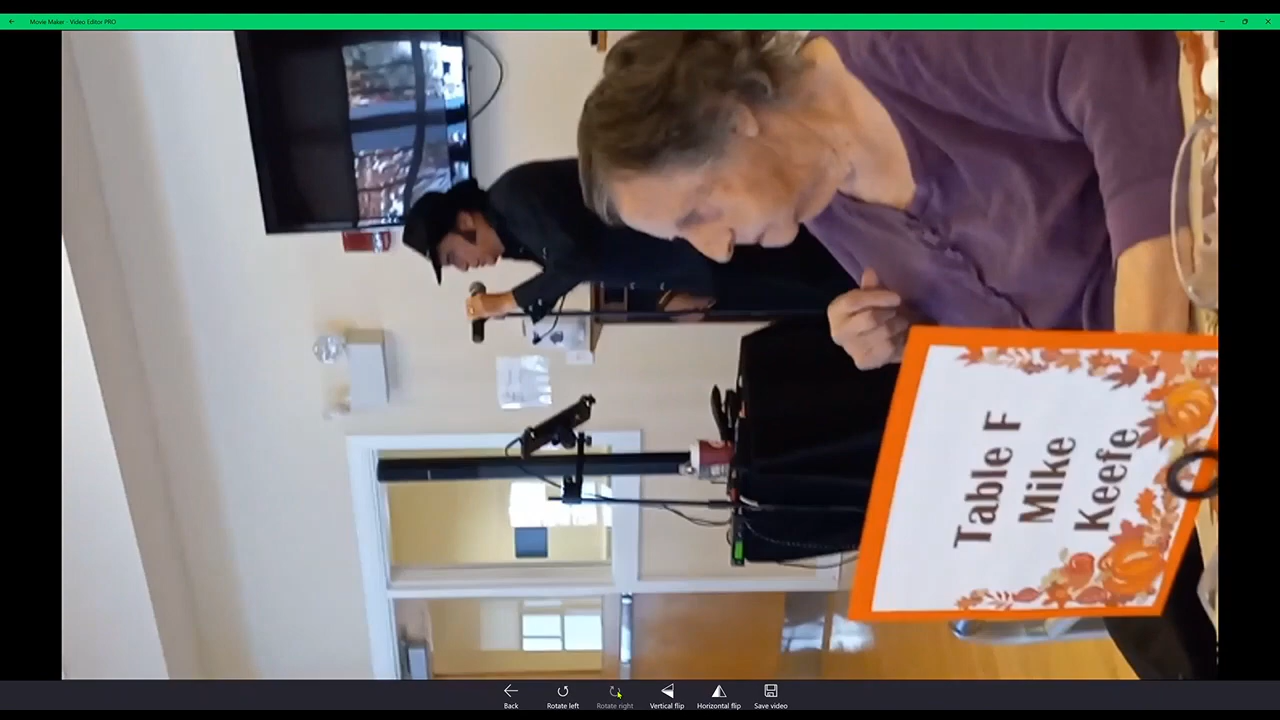 Movie Maker - Video Editor PRO
Table F
Mike
Keefe
Back
Rotate left
Rotate right
Vertical flip
Horizontal flip
Save video